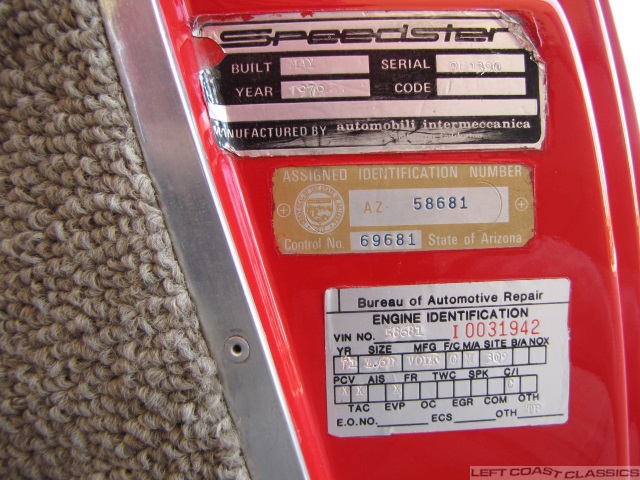 Speedster
BUILT MAY SERIAL
YEAR 1979 CODE
MANUFACTURED BY automobili intermeccanica
ASSIGNED IDENTIFICATION NUMBER
AZ- 58681
Control No. 69681 State of Arizona
Bureau of Automotive Repair
ENGINE IDENTIFICATION
VIN NO. 58681 I 0031942
YR SIZE MFG F/C M/A SITE B/A NOX
PCV AIS FR TWC SPK C/I
X X C
TAC EVP OC EGR COM OTH
E.O.NO. ECS OTH
LEFT COAST CLASSICS